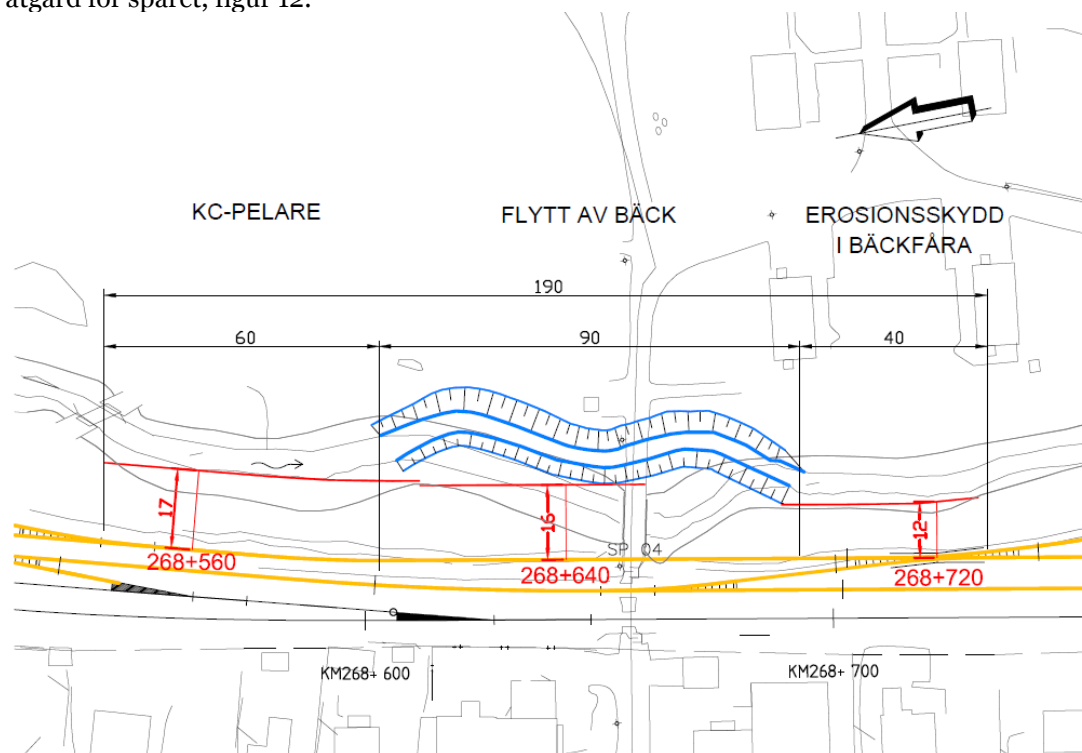 åtgärd för spåret, figur 12.
KC-PELARE
FLYTT AV BÄCK
EROSIONSSKYDD
I BÄCKFÅRA
190
60
90
40
17
16
12
268+560
268+640
268+720
SP 04
KM268+ 600
KM268+ 700